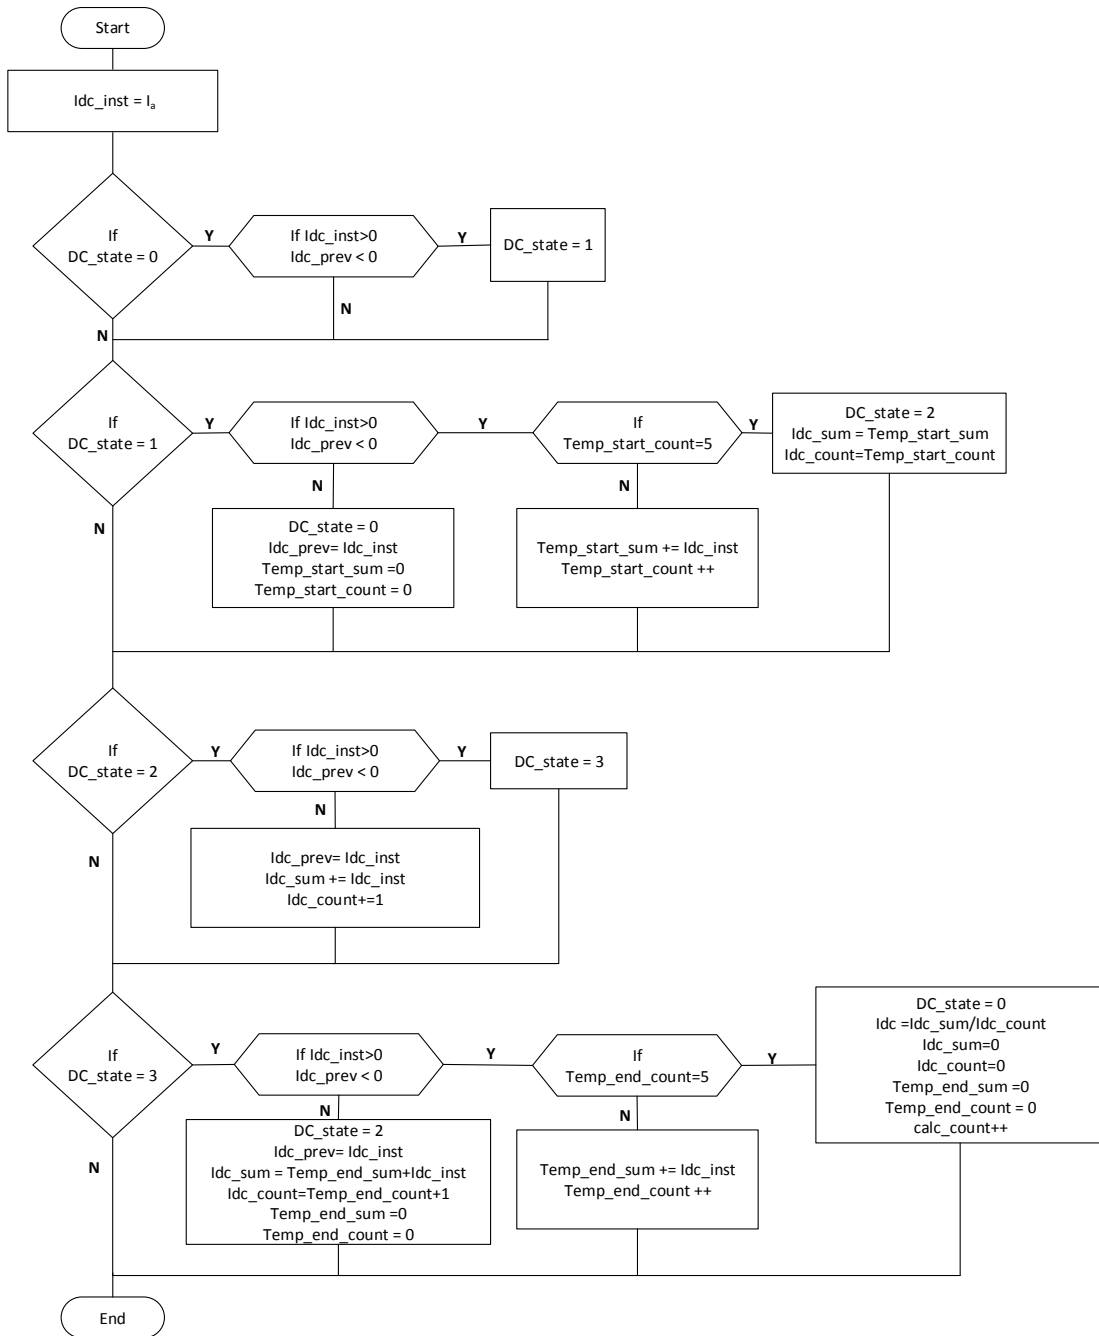 Start
Idc_inst = Iₐ
If
DC_state = 0
Y
If Idc_inst>0
Idc_prev < 0
Y
DC_state = 1
N
N
If
DC_state = 1
Y
If Idc_inst>0
Idc_prev < 0
Y
If
Temp_start_count=5
Y
DC_state = 2
Idc_sum = Temp_start_sum
Idc_count=Temp_start_count
N
N
N
DC_state = 0
Idc_prev= Idc_inst
Temp_start_sum =0
Temp_start_count = 0
Temp_start_sum += Idc_inst
Temp_start_count ++
If
DC_state = 2
Y
If Idc_inst>0
Idc_prev < 0
Y
DC_state = 3
N
N
Idc_prev= Idc_inst
Idc_sum += Idc_inst
Idc_count+=1
If
DC_state = 3
Y
If Idc_inst>0
Idc_prev < 0
Y
If
Temp_end_count=5
Y
DC_state = 0
Idc =Idc_sum/Idc_count
Idc_sum=0
Idc_count=0
Temp_end_sum =0
Temp_end_count = 0
calc_count++
N
N
N
DC_state = 2
Idc_prev= Idc_inst
Idc_sum = Temp_end_sum+Idc_inst
Idc_count=Temp_end_count+1
Temp_end_sum =0
Temp_end_count = 0
Temp_end_sum += Idc_inst
Temp_end_count ++
End